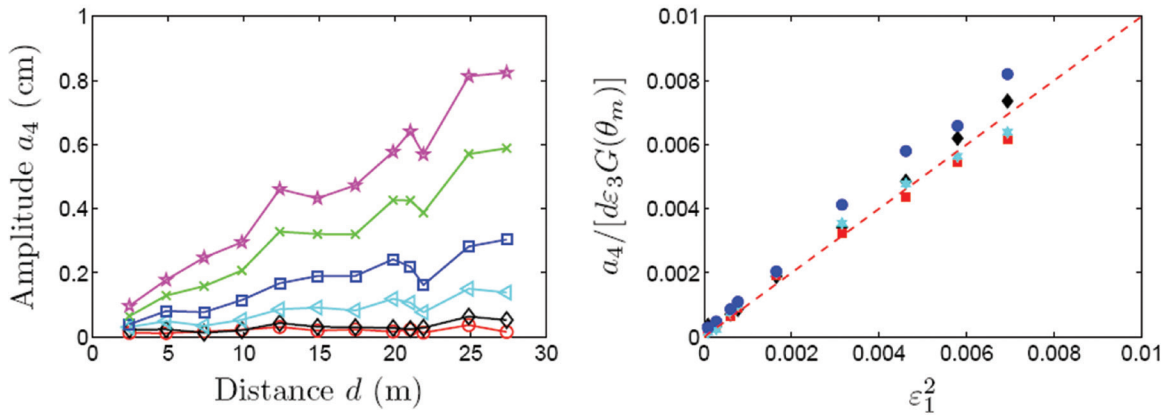 1
0.8
0.6
0.4
0.2
0
0 5 10 15 20 25 30
Amplitude a₄ (cm)
Distance d (m)
0.01
0.008
0.006
0.004
0.002
0
0 0.002 0.004 0.006 0.008 0.01
a₄/[dε₃G(θₘ)]
ε₁²